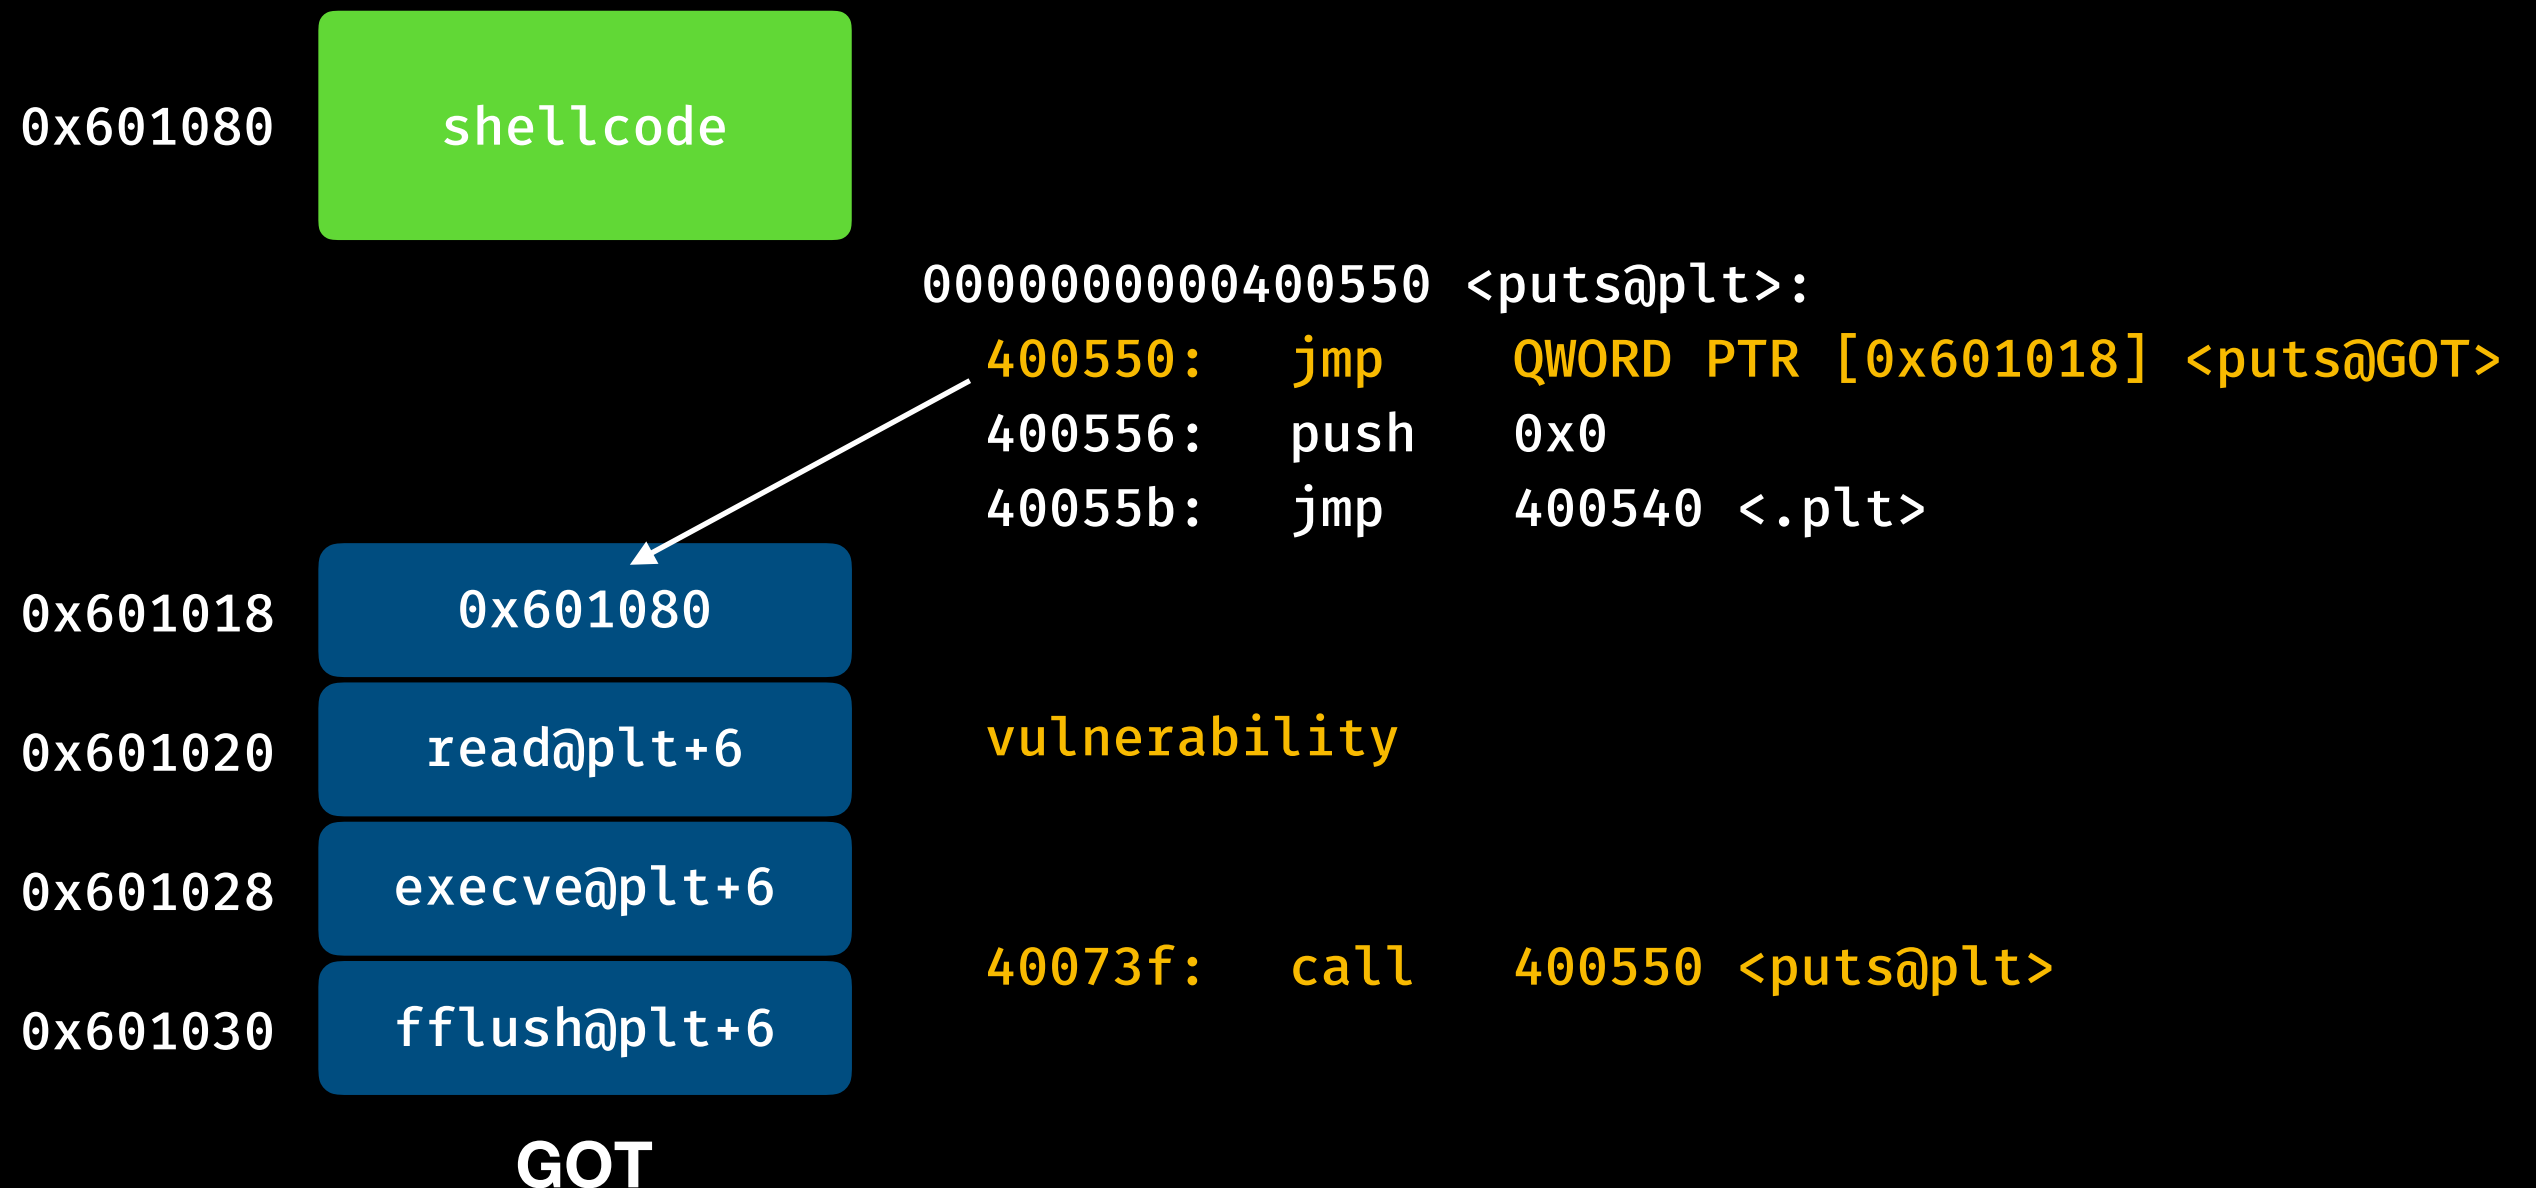 0x601080 shellcode
0000000000400550 <puts@plt>:
400550: jmp QWORD PTR [0x601018] <puts@GOT>
400556: push 0x0
40055b: jmp 400540 <.plt>
0x601018 0x601080
0x601020 read@plt+6
vulnerability
0x601028 execve@plt+6
40073f: call 400550 <puts@plt>
0x601030 fflush@plt+6
GOT